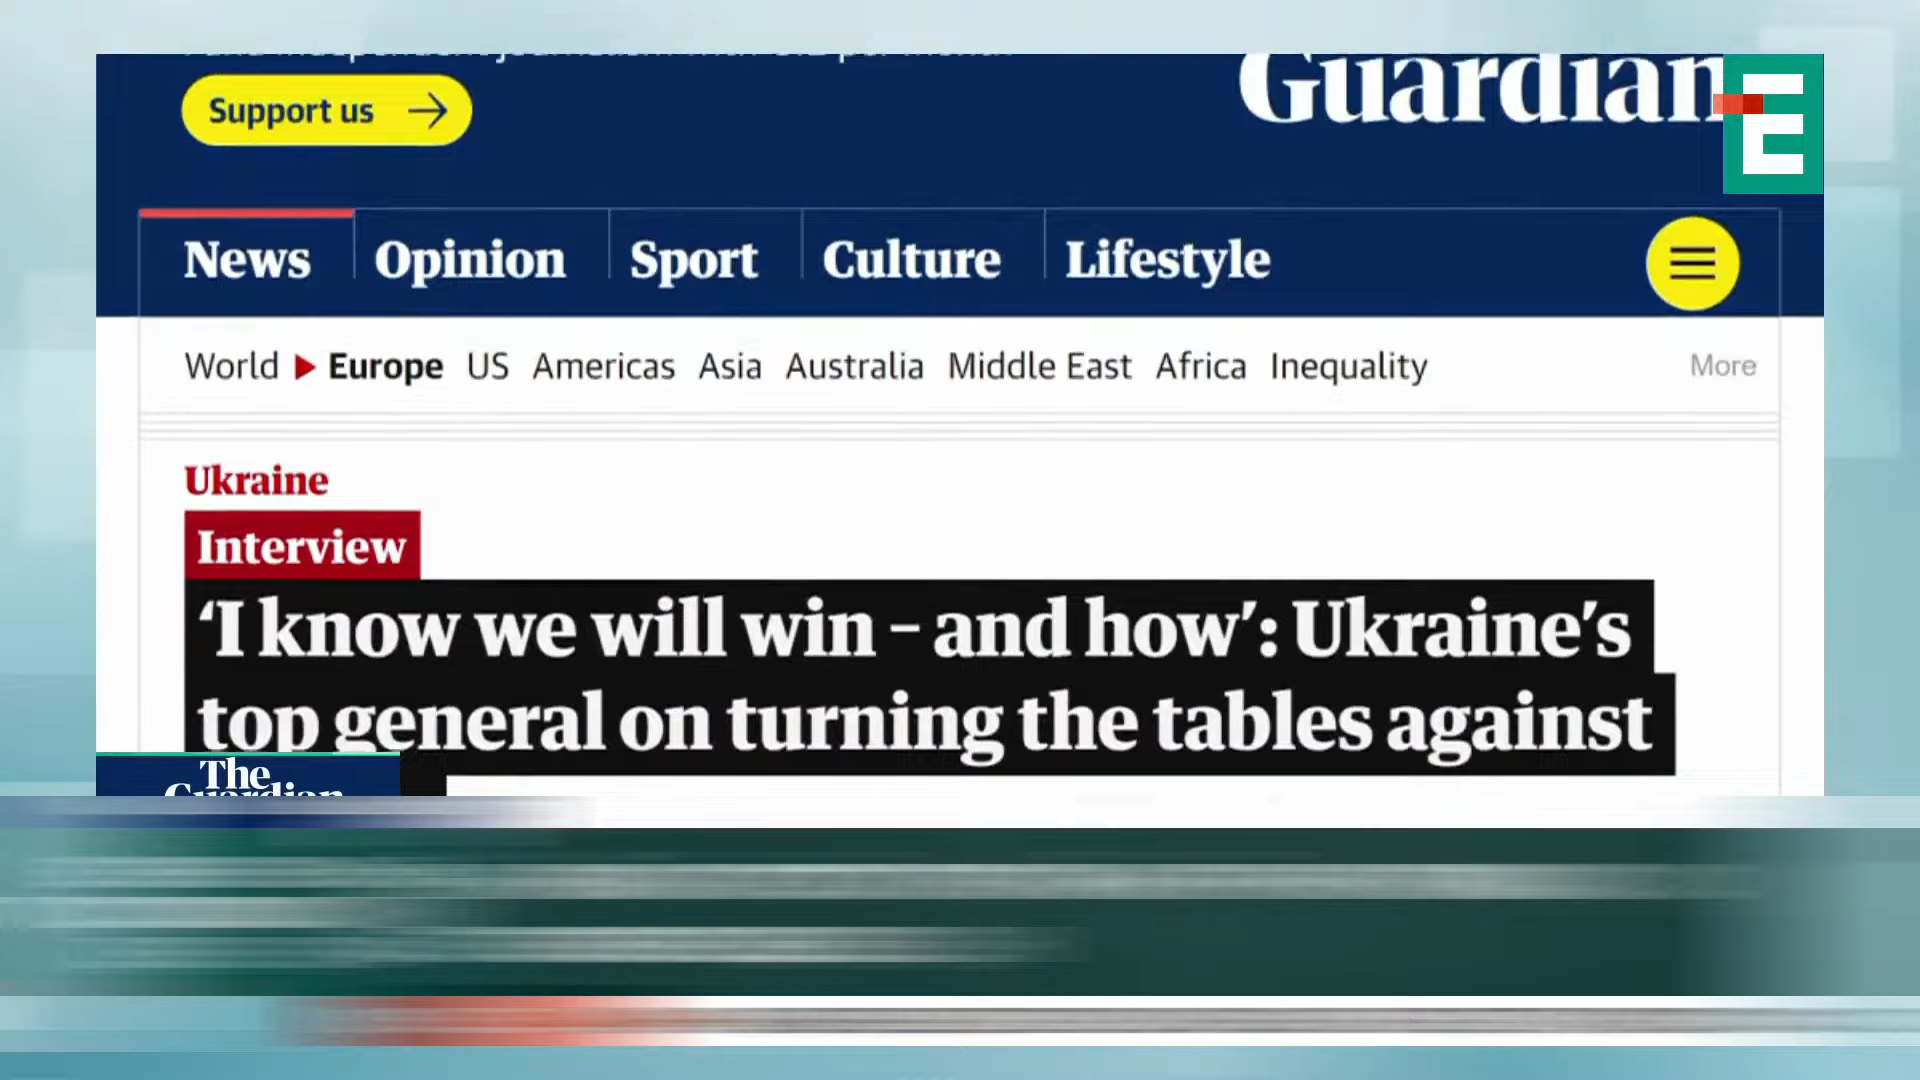 Support us
Guardian
News Opinion Sport Culture Lifestyle
World Europe US Americas Asia Australia Middle East Africa Inequality More
Ukraine
Interview
‘I know we will win – and how’: Ukraine’s
top general on turning the tables against
The
Guardian
E